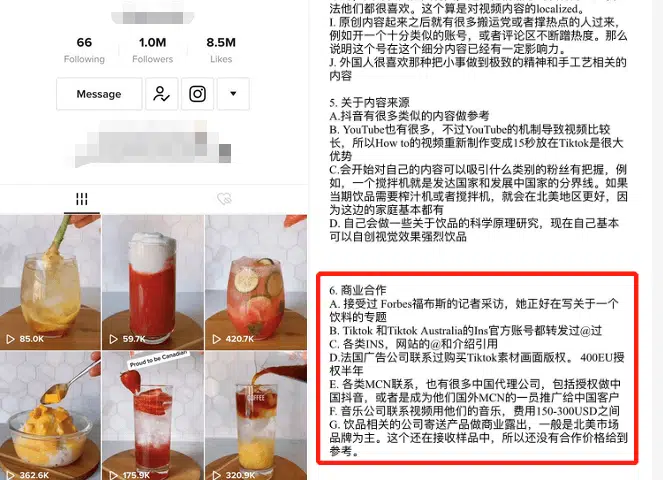 66
Following
1.0M
Followers
8.5M
Likes
Message
85.0K
59.7K
420.7K
Proud to be Canadian
COFFEE
362.6K
175.9K
320.9K
法他们都很喜欢。这个算是对视频内容的localized。
I. 原创内容起来之后就有很多搬运党或者撑热点的人过来，
例如开一个十分类似的账号，或者评论区不断蹭热度。那么
说明这个号在这个细分内容已经有一定影响力。
J. 外国人很喜欢那种把小事做到极致的精神和手工艺相关的
内容
5. 关于内容来源
A.抖音有很多类似的内容做参考
B. YouTube也有很多，不过YouTube的机制导致视频比较
长，所以How to的视频重新制作变成15秒放在Tiktok是很大
优势
C.会开始对自己的内容可以吸引什么类别的粉丝有把握，例
如，一个搅拌机就是发达国家和发展中国家的分界线。如果
当期饮品需要榨汁机或者搅拌机，就会在北美地区更好，因
为这边的家庭基本都有
D. 自己会做一些关于饮品的科学原理研究，现在自己基本
可以自创视觉效果强烈饮品
6. 商业合作
A. 接受过 Forbes福布斯的记者采访，她正好在写关于一个
饮料的专题
B. Tiktok 和Tiktok Australia的Ins官方账号都转发过@过
C. 各类INS，网站的@和介绍引用
D.法国广告公司联系过购买Tiktok素材画面版权。 400EU授
权半年
E. 各类MCN联系，也有很多中国代理公司，包括授权做中
国抖音，或者是成为他们国外MCN的一员推广给中国客户
F. 音乐公司联系视频用他们的音乐，费用150-300USD之间
G. 饮品相关的公司寄送产品做商业露出，一般是北美市场
品牌为主。这个还在接收样品中，所以还没有合作价格给到
参考。